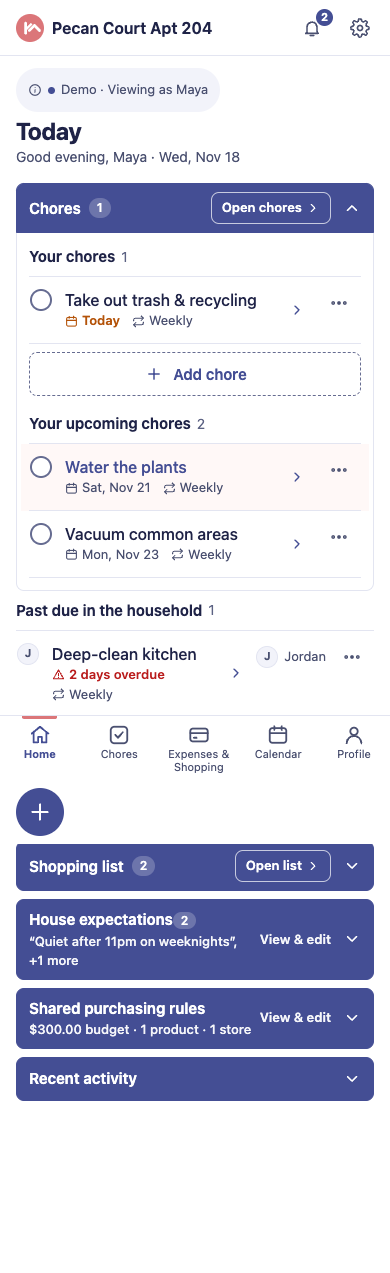 Pecan Court Apt 204
2
Demo · Viewing as Maya
Today
Good evening, Maya · Wed, Nov 18
Chores 1
Open chores
Your chores 1
Take out trash & recycling
Today Weekly
Add chore
Your upcoming chores 2
Water the plants
Sat, Nov 21 Weekly
Vacuum common areas
Mon, Nov 23 Weekly
Past due in the household 1
J Deep-clean kitchen J Jordan
2 days overdue
Weekly
Home Chores Expenses & Calendar Profile
Shopping
Shopping list 2 Open list
House expectations 2
“Quiet after 11pm on weeknights”,
+1 more
View & edit
Shared purchasing rules
$300.00 budget · 1 product · 1 store
View & edit
Recent activity